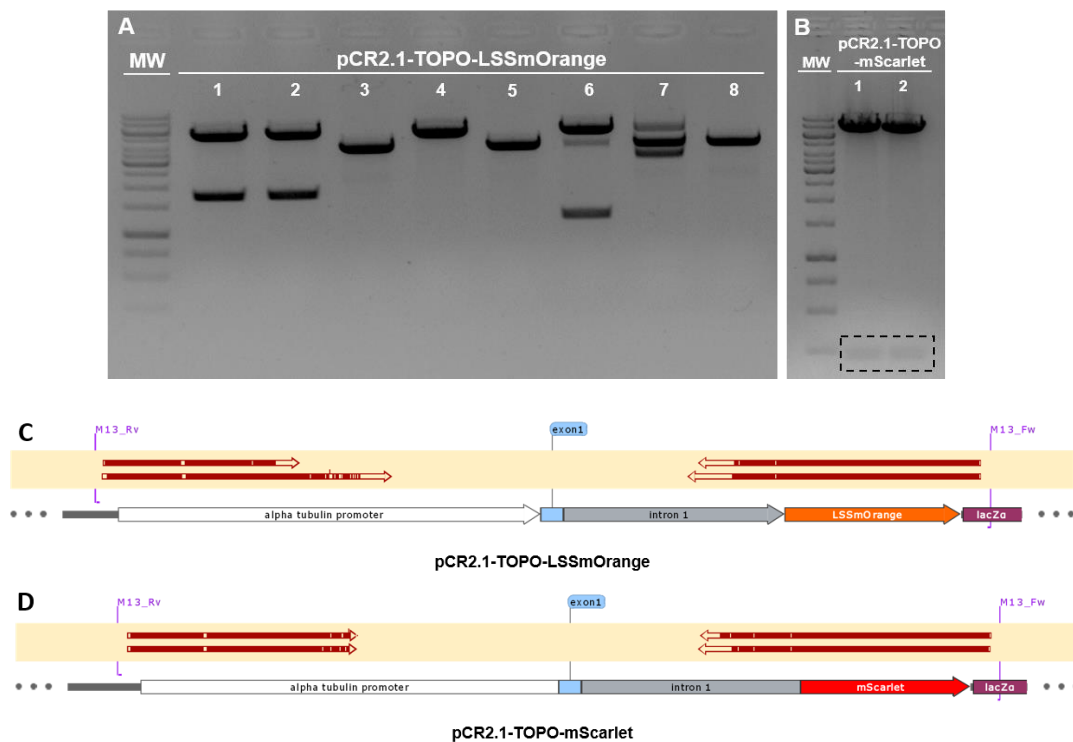 A
MW
pCR2.1-TOPO-LSSmOrange
1 2 3 4 5 6 7 8
B
pCR2.1-TOPO
-mScarlet
MW
1 2
C
M13_Rv
exon1
M13_Fw
alpha tubulin promoter
intron 1
LSSmOrange
lacZα
pCR2.1-TOPO-LSSmOrange
D
M13_Rv
exon1
M13_Fw
alpha tubulin promoter
intron 1
mScarlet
lacZα
pCR2.1-TOPO-mScarlet